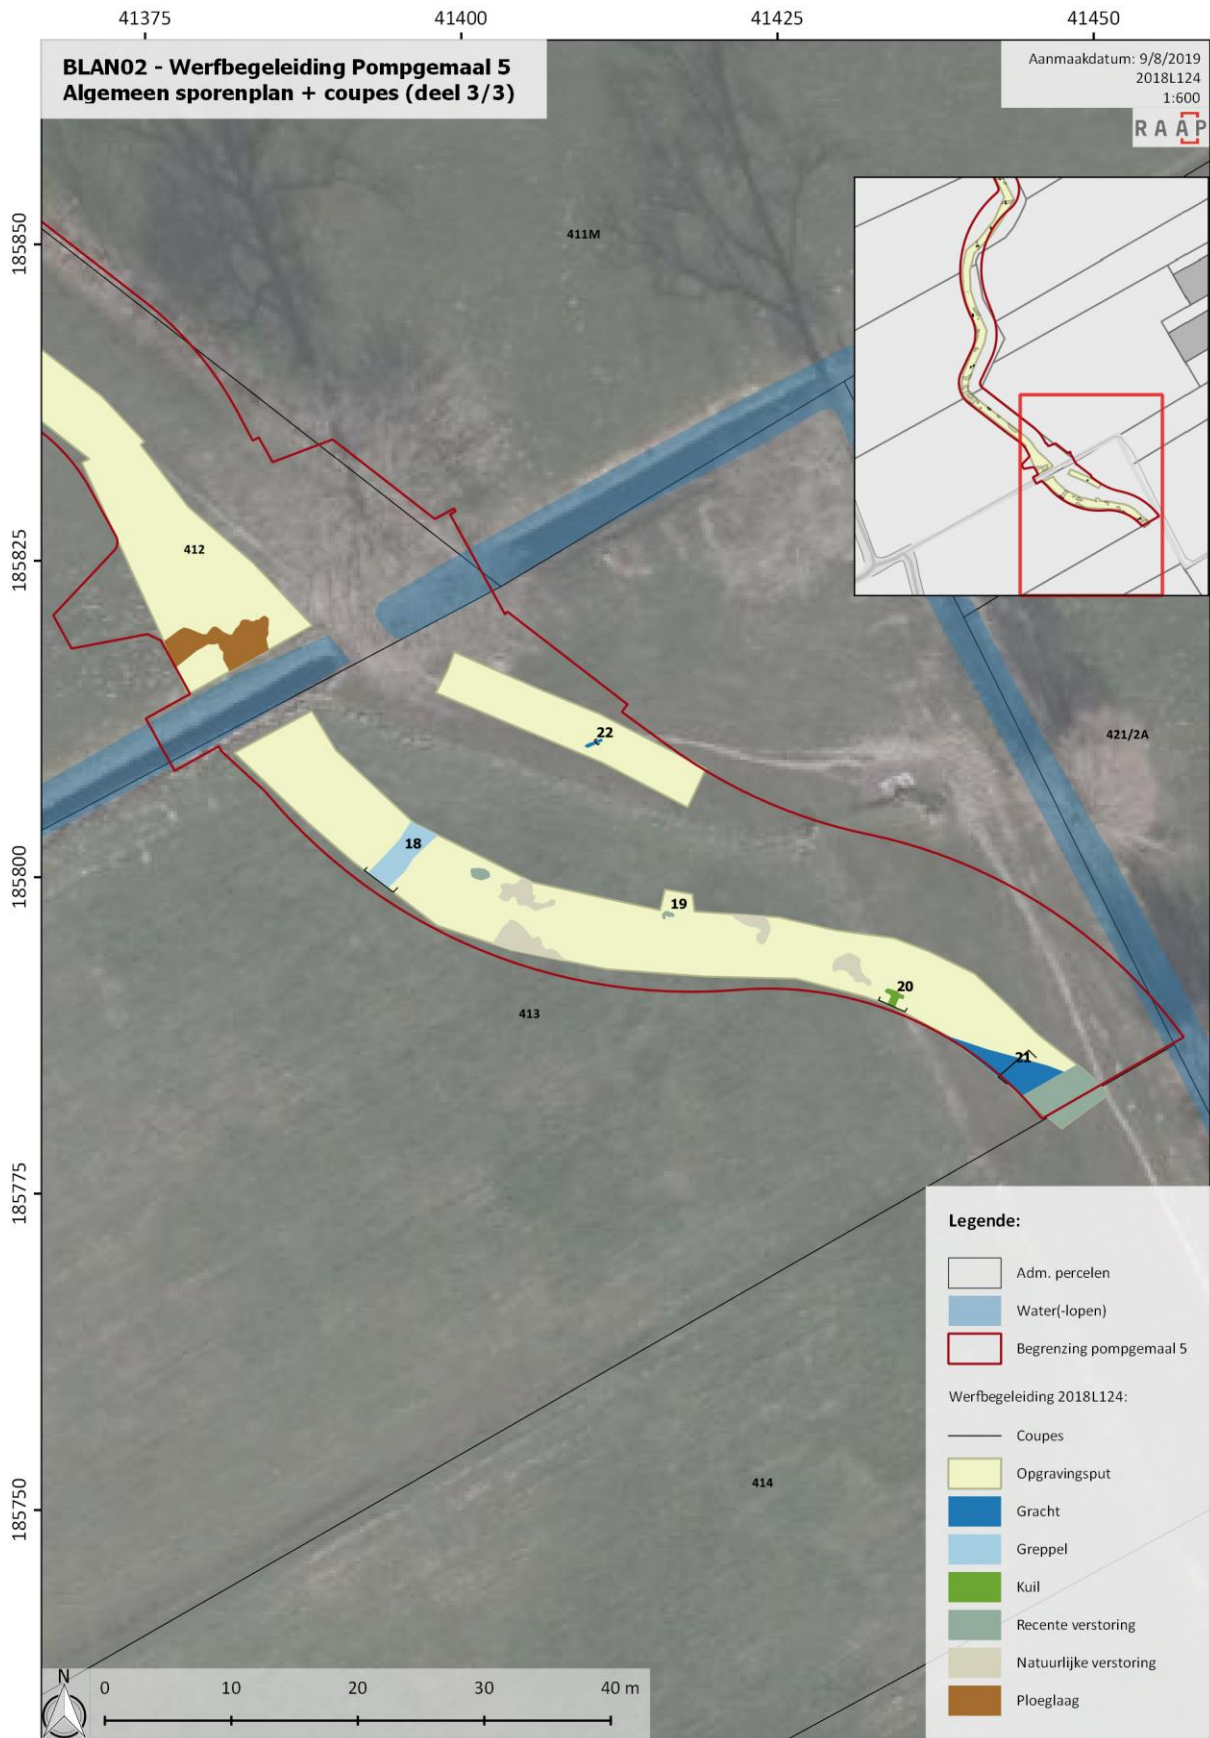 41375 41400 41425 41450
BLAN02 - Werfbegeleiding Pompgemaal 5
Algemeen sporenplan + coupes (deel 3/3)
Aanmaakdatum: 9/8/2019
2018L124
1:600
RAAP
185850
411M
185825
412
22
421/2A
18
185800
19
20
413
21
185775
414
185750
Legende:
Adm. percelen
Water(-lopen)
Begrenzing pompgemaal 5
Werfbegeleiding 2018L124:
Coupes
Opgravingsput
Gracht
Greppel
Kuil
Recente verstoring
Natuurlijke verstoring
Ploeglaag
N
0 10 20 30 40 m